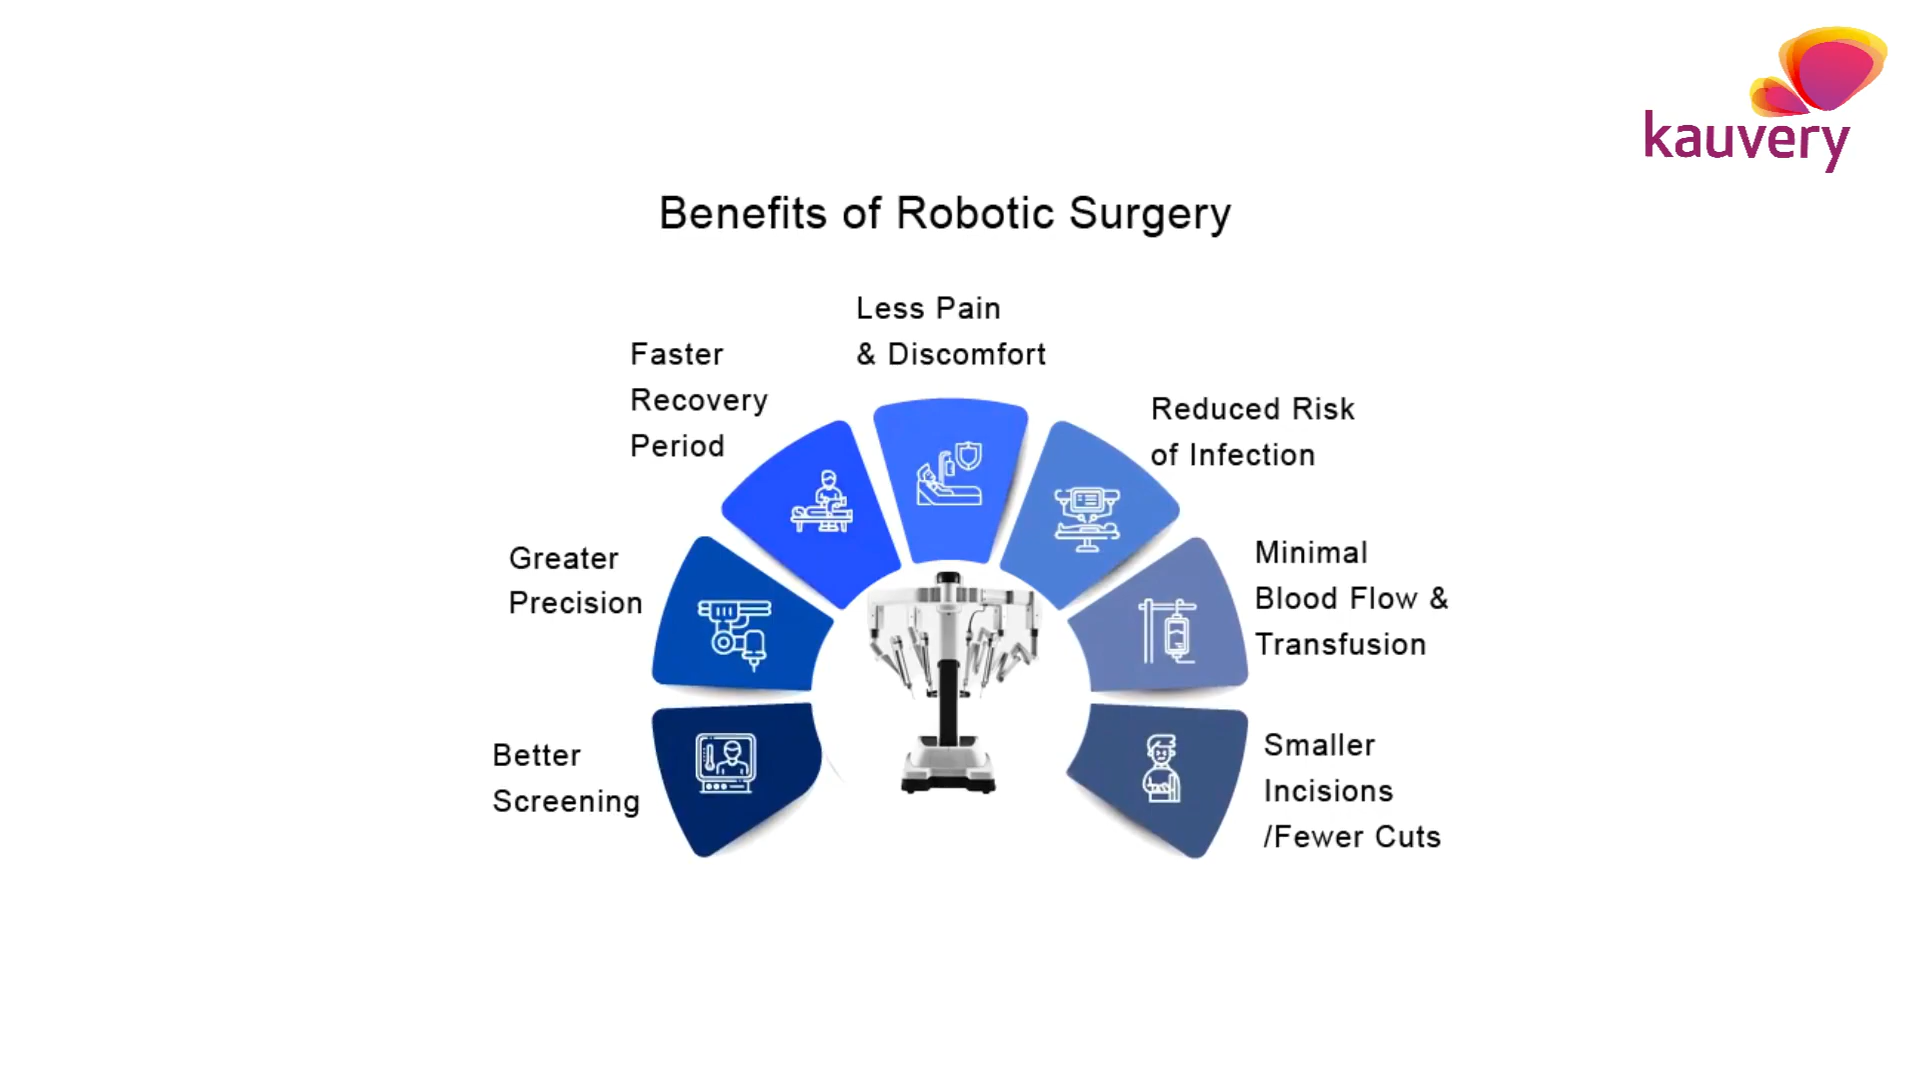 kauvery
Benefits of Robotic Surgery
Less Pain
& Discomfort
Faster
Recovery
Period
Reduced Risk
of Infection
Greater
Precision
Minimal
Blood Flow &
Transfusion
Better
Screening
Smaller
Incisions
/Fewer Cuts